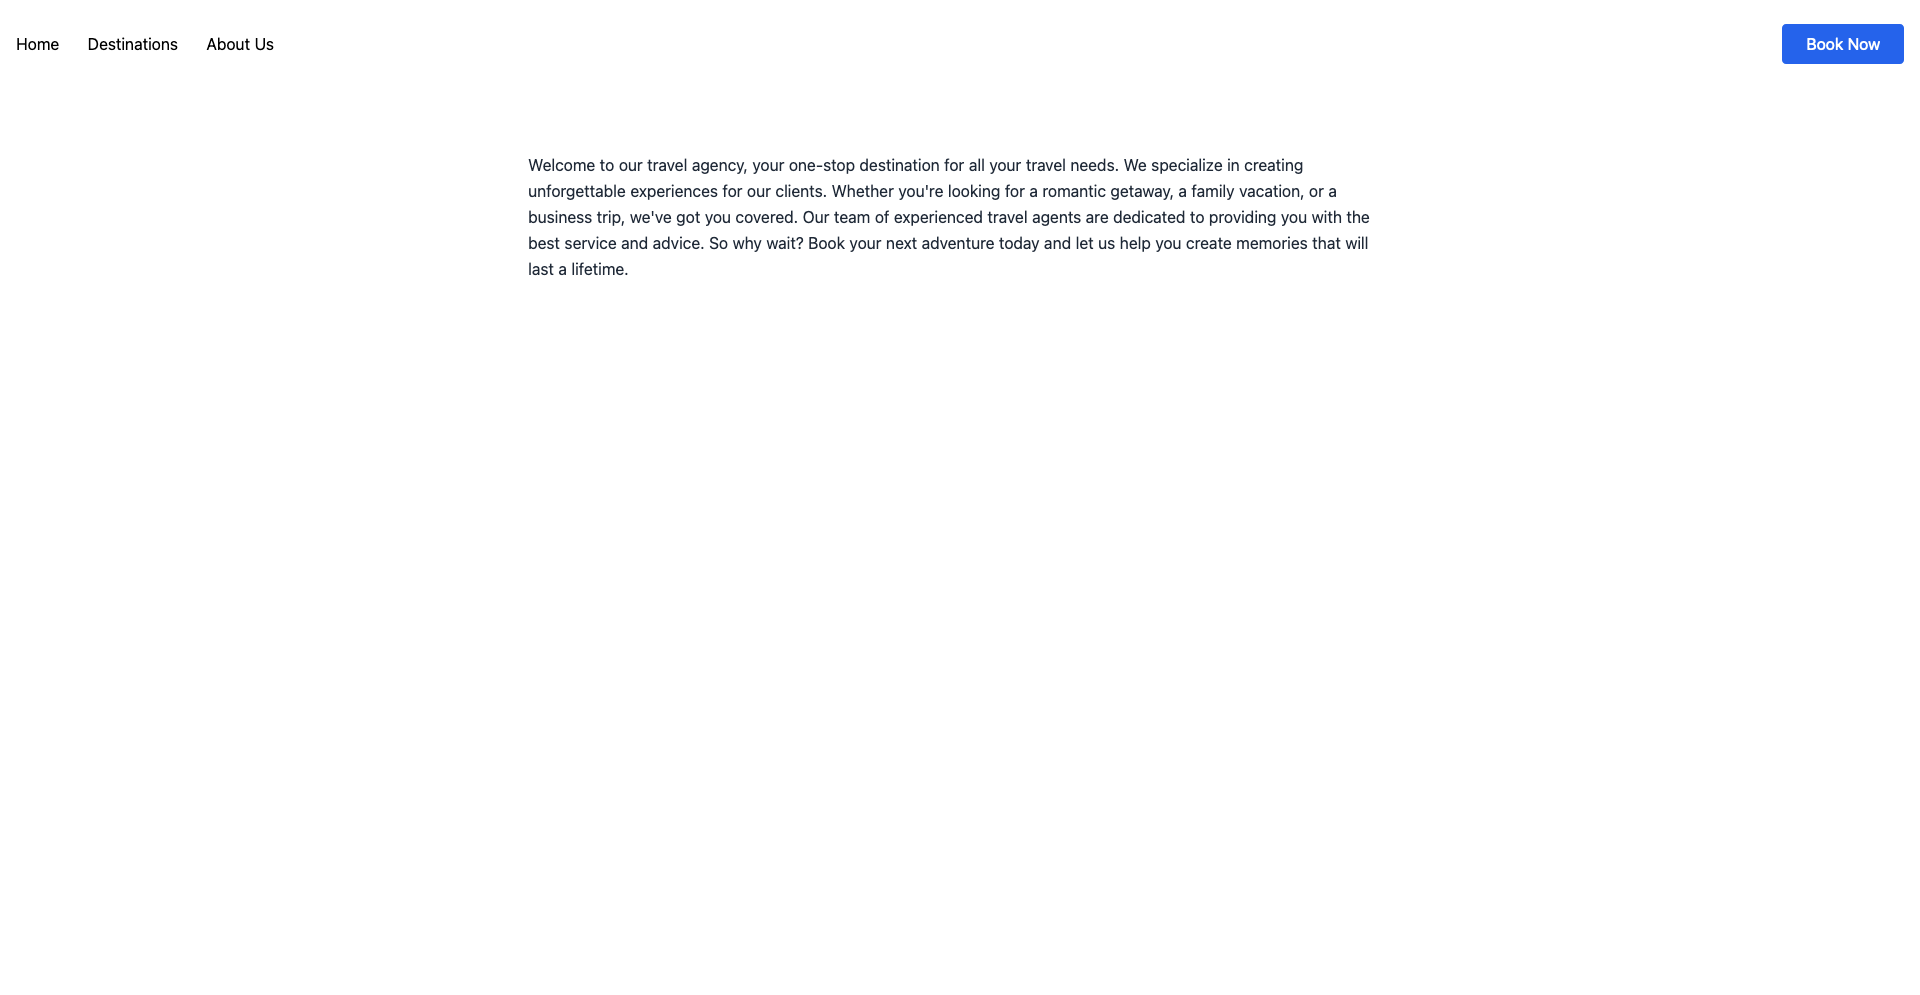 Home
Destinations
About Us
Book Now
Welcome to our travel agency, your one-stop destination for all your travel needs. We specialize in creating
unforgettable experiences for our clients. Whether you're looking for a romantic getaway, a family vacation, or a
business trip, we've got you covered. Our team of experienced travel agents are dedicated to providing you with the
best service and advice. So why wait? Book your next adventure today and let us help you create memories that will
last a lifetime.